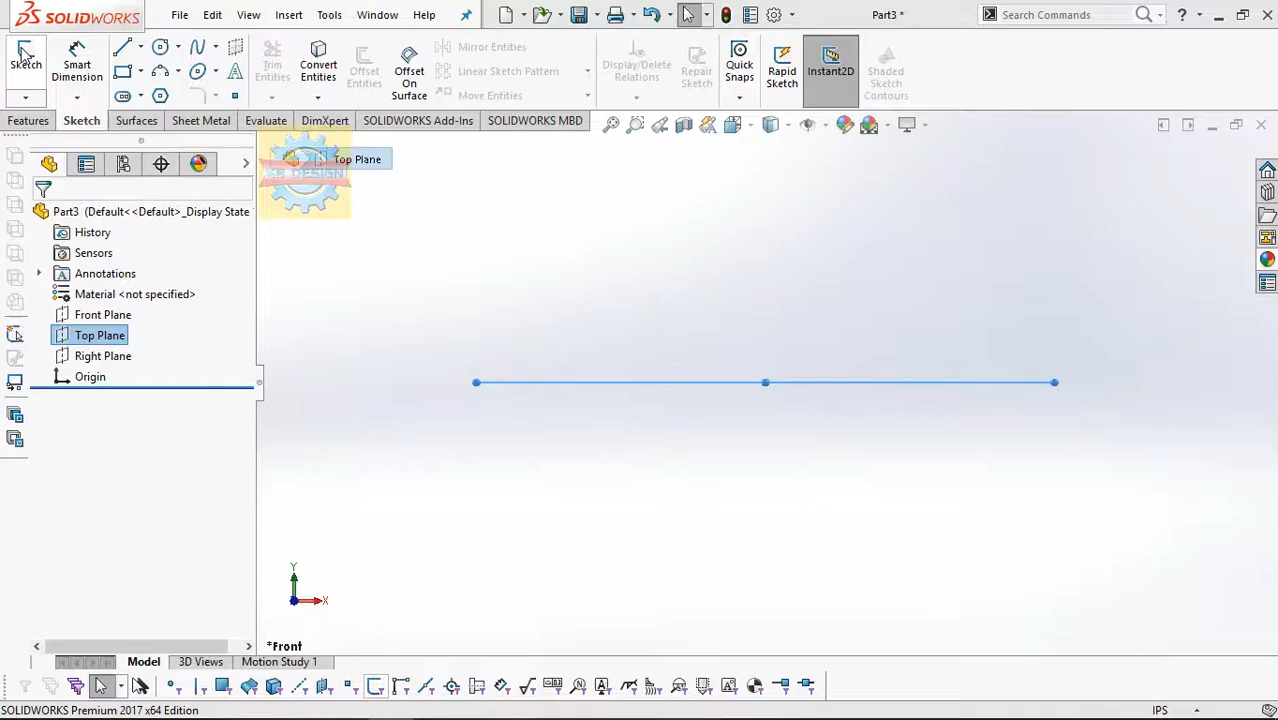 SOLIDWORKS File Edit View Insert Tools Window Help Part3 * Search Commands
Sketch Smart Dimension Trim Entities Convert Entities Offset Entities Offset On Surface Mirror Entities Linear Sketch Pattern Move Entities Display/Delete Relations Repair Sketch Quick Snaps Rapid Sketch Instant2D Shaded Sketch Contours
Features Sketch Surfaces Sheet Metal Evaluate DimXpert SOLIDWORKS Add-Ins SOLIDWORKS MBD
Top Plane
Part3 (Default<<Default>_Display State
History
Sensors
Annotations
Material <not specified>
Front Plane
Top Plane
Right Plane
Origin
Y
X
*Front
Model 3D Views Motion Study 1
SOLIDWORKS Premium 2017 x64 Edition IPS